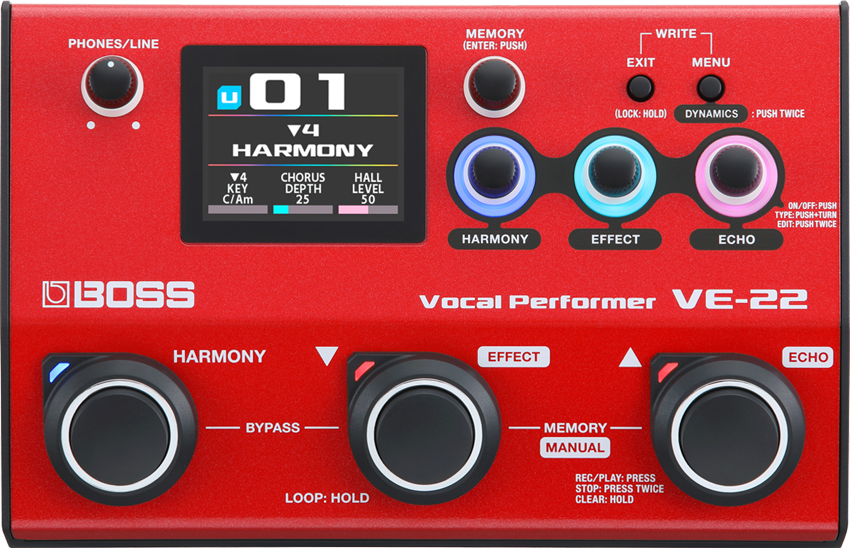 PHONES/LINE
U01
▼4
HARMONY
▼4
KEY
C/Am
CHORUS
DEPTH
25
HALL
LEVEL
50
MEMORY
(ENTER: PUSH)
WRITE
EXIT
MENU
(LOCK: HOLD)
DYNAMICS : PUSH TWICE
HARMONY
EFFECT
ECHO
ON/OFF: PUSH
TYPE: PUSH+TURN
EDIT: PUSH TWICE
BOSS
Vocal Performer VE-22
HARMONY
▼
EFFECT
▲
ECHO
BYPASS
MEMORY
MANUAL
LOOP: HOLD
REC/PLAY: PRESS
STOP: PRESS TWICE
CLEAR: HOLD